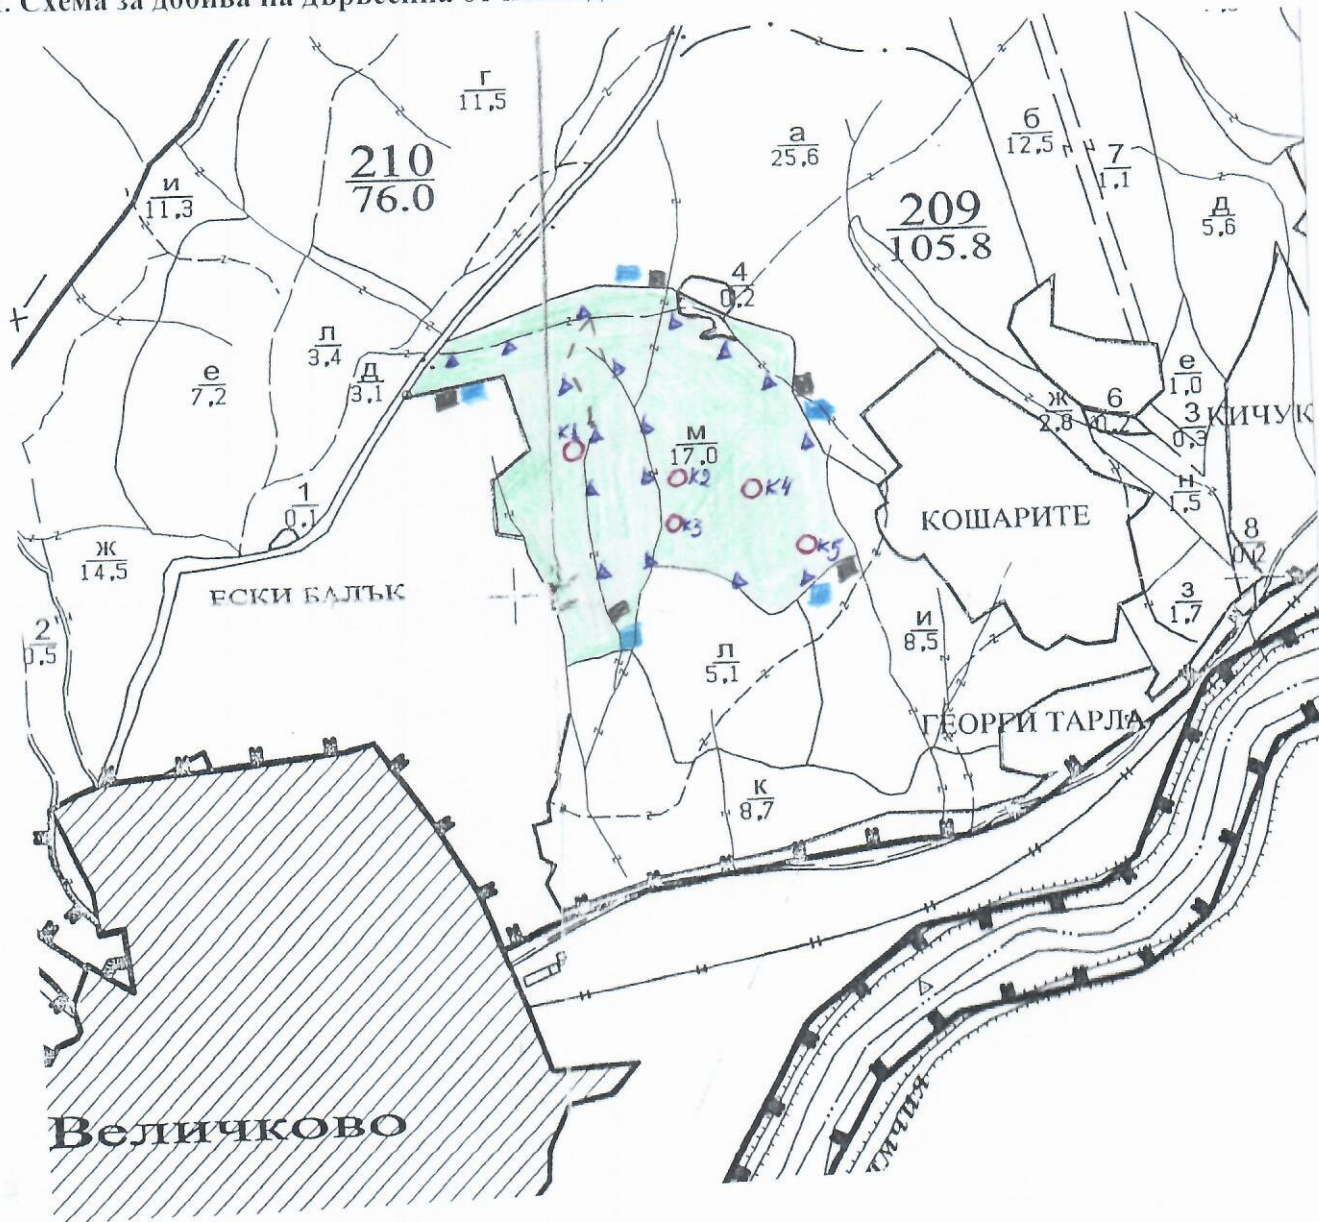 . Схема за добива на дървесина от
г
11,5
210
76.0
и
11,3
а
25,6
б
12,5
7
1,1
209
105.8
д
5,6
4
0,2
л
3,4
д
3,1
е
7,2
е
1,0
ж
2,8
6
0,2
З
0,3
КИЧУК
К1
м
17,0
К2
К4
К3
К5
н
1,5
КОШАРИТЕ
1
0,1
8
0,2
ж
14,5
ЕСКИ БАЛЪК
з
1,7
и
8,5
2
0,5
л
5,1
ГЕОРГИ ТАРЛА
к
8,7
Величково
мчия